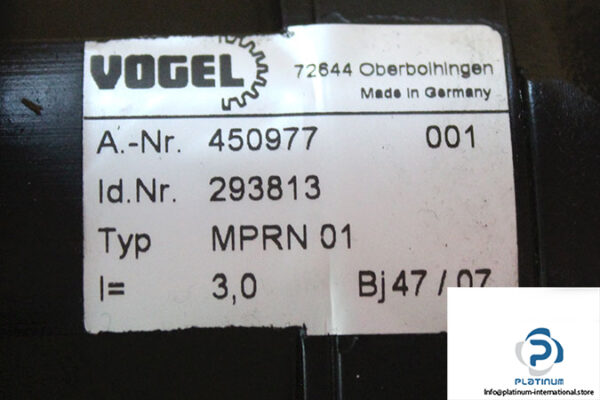 VOGEL
72644 Oberboihingen
Made in Germany
A.-Nr. 450977 001
Id.Nr. 293813
Typ MPRN 01
I= 3,0 Bj 47 / 07
PLATINUM
Info@platinum-international.store